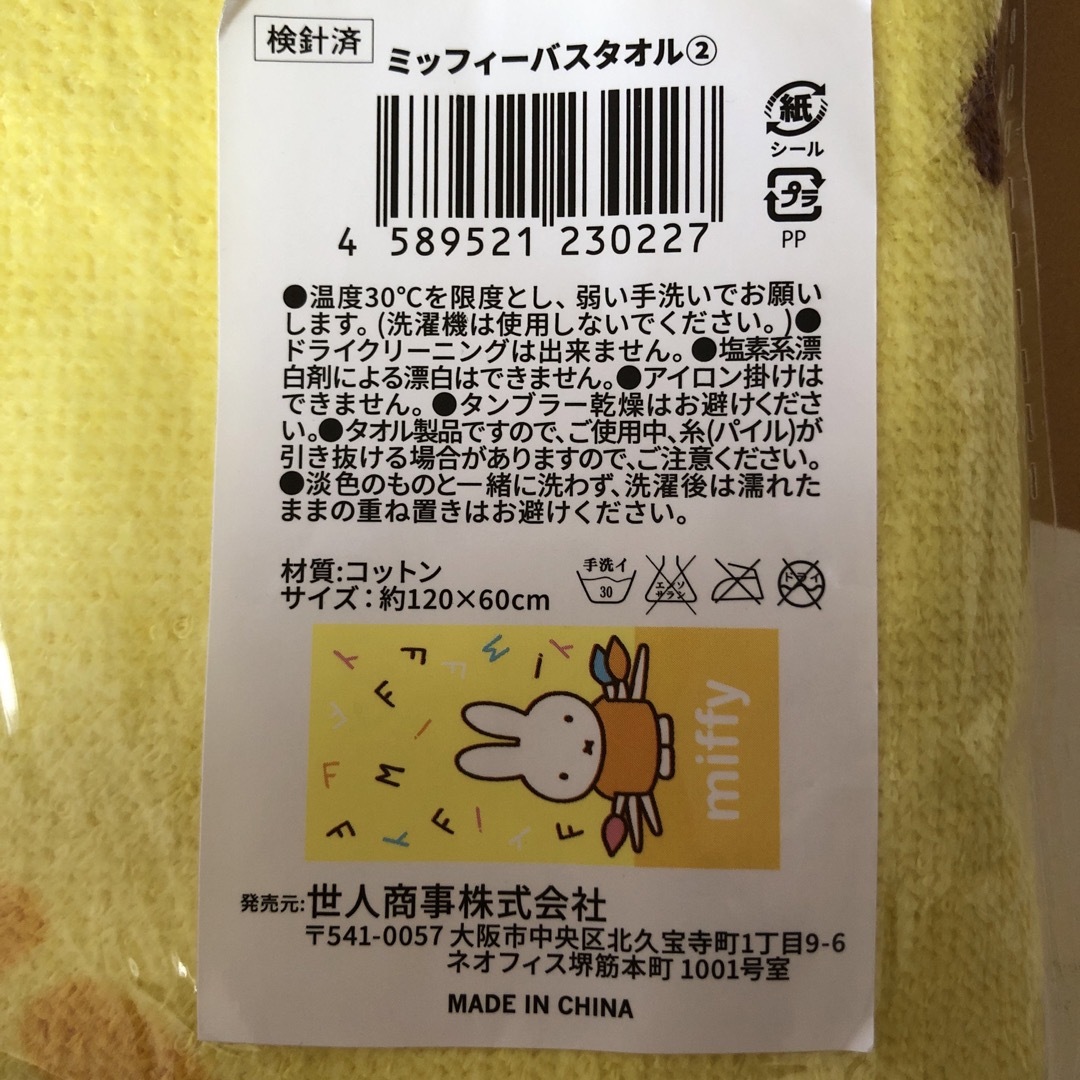 検針済
ミッフィーバスタオル②
紙
シール
プラ
PP
4 589521 230227
●温度30℃を限度とし、弱い手洗いでお願い
します。(洗濯機は使用しないでください。)●
ドライクリーニングは出来ません。●塩素系漂
白剤による漂白はできません。●アイロン掛けは
できません。●タンブラー乾燥はお避けくださ
い。●タオル製品ですので、ご使用中、糸(パイル)が
引き抜ける場合がありますので、ご注意ください。
●淡色のものと一緒に洗わず、洗濯後は濡れた
ままの重ね置きはお避けください。
材質:コットン
サイズ：約120×60cm
手洗イ
30
エンソ
サラシ
ドライ
Y F F M i Y
F
F M i
F Y F i Y F
miffy
発売元:世人商事株式会社
〒541-0057 大阪市中央区北久宝寺町1丁目9-6
ネオフィス堺筋本町 1001号室
MADE IN CHINA